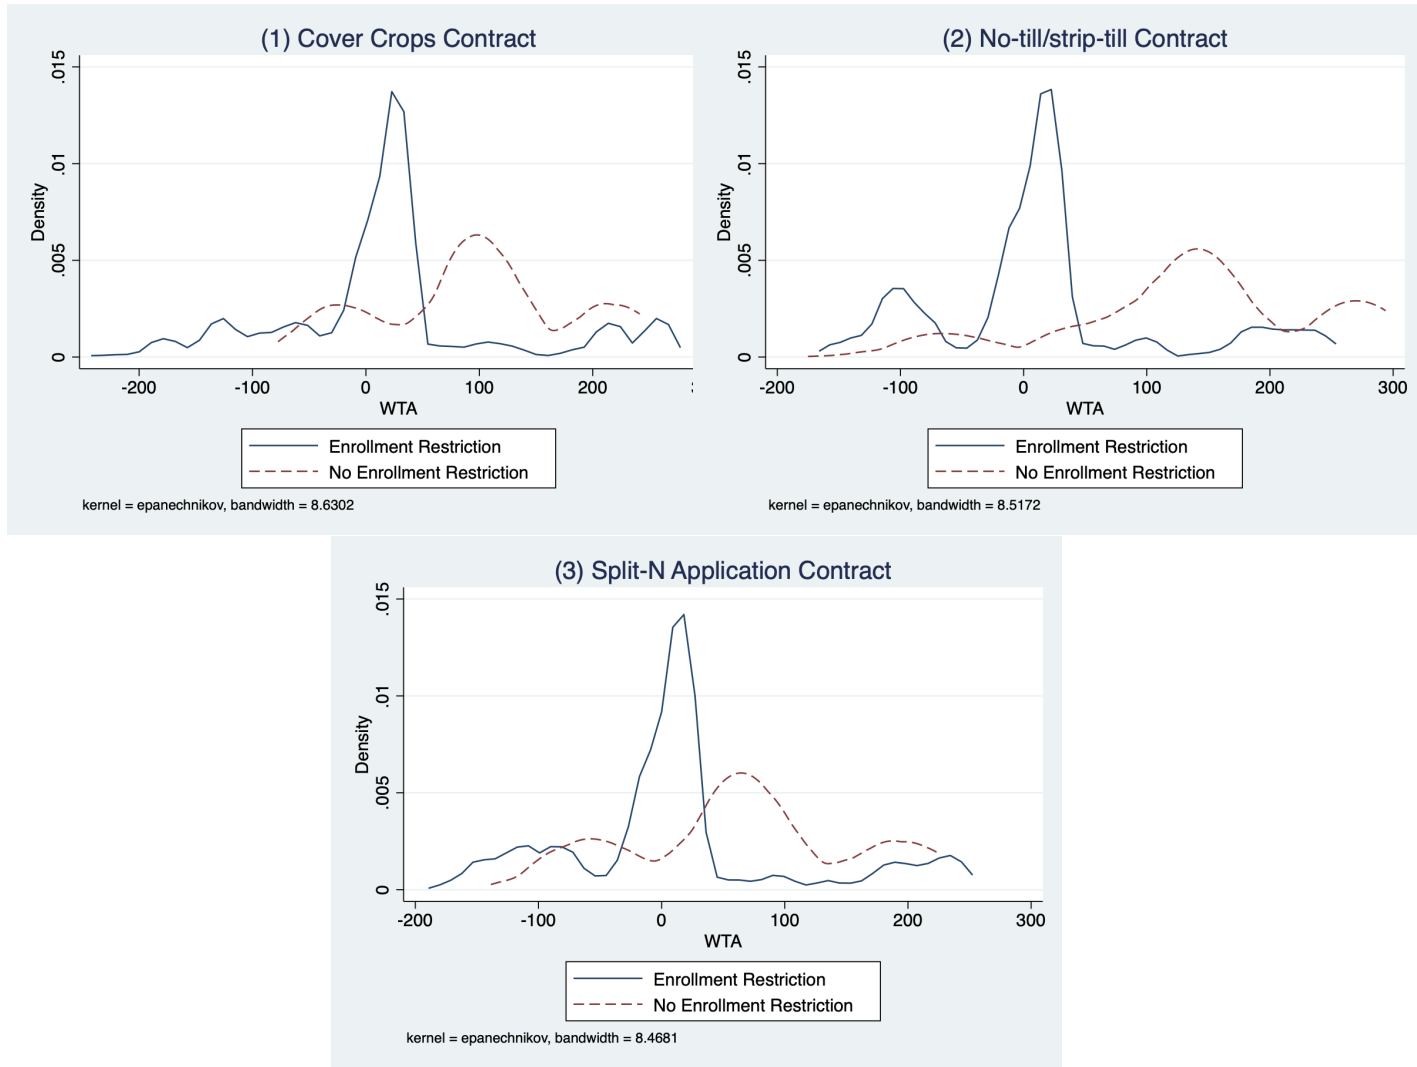 (1) Cover Crops Contract
.015
.01
.005
0
Density
-200 -100 0 100 200
WTA
Enrollment Restriction
No Enrollment Restriction
kernel = epanechnikov, bandwidth = 8.6302
(2) No-till/strip-till Contract
.015
.01
.005
0
Density
-200 -100 0 100 200 300
WTA
Enrollment Restriction
No Enrollment Restriction
kernel = epanechnikov, bandwidth = 8.5172
(3) Split-N Application Contract
.015
.01
.005
0
Density
-200 -100 0 100 200 300
WTA
Enrollment Restriction
No Enrollment Restriction
kernel = epanechnikov, bandwidth = 8.4681